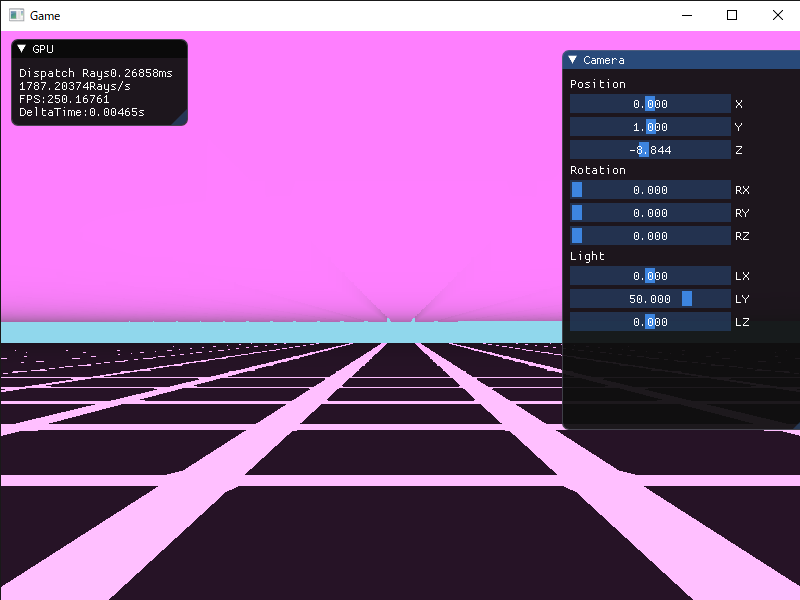 Game
GPU
Dispatch Rays0.26858ms
1787.20374Rays/s
FPS:250.16761
DeltaTime:0.00465s
Camera
Position
0.000 X
1.000 Y
-8.844 Z
Rotation
0.000 RX
0.000 RY
0.000 RZ
Light
0.000 LX
50.000 LY
0.000 LZ